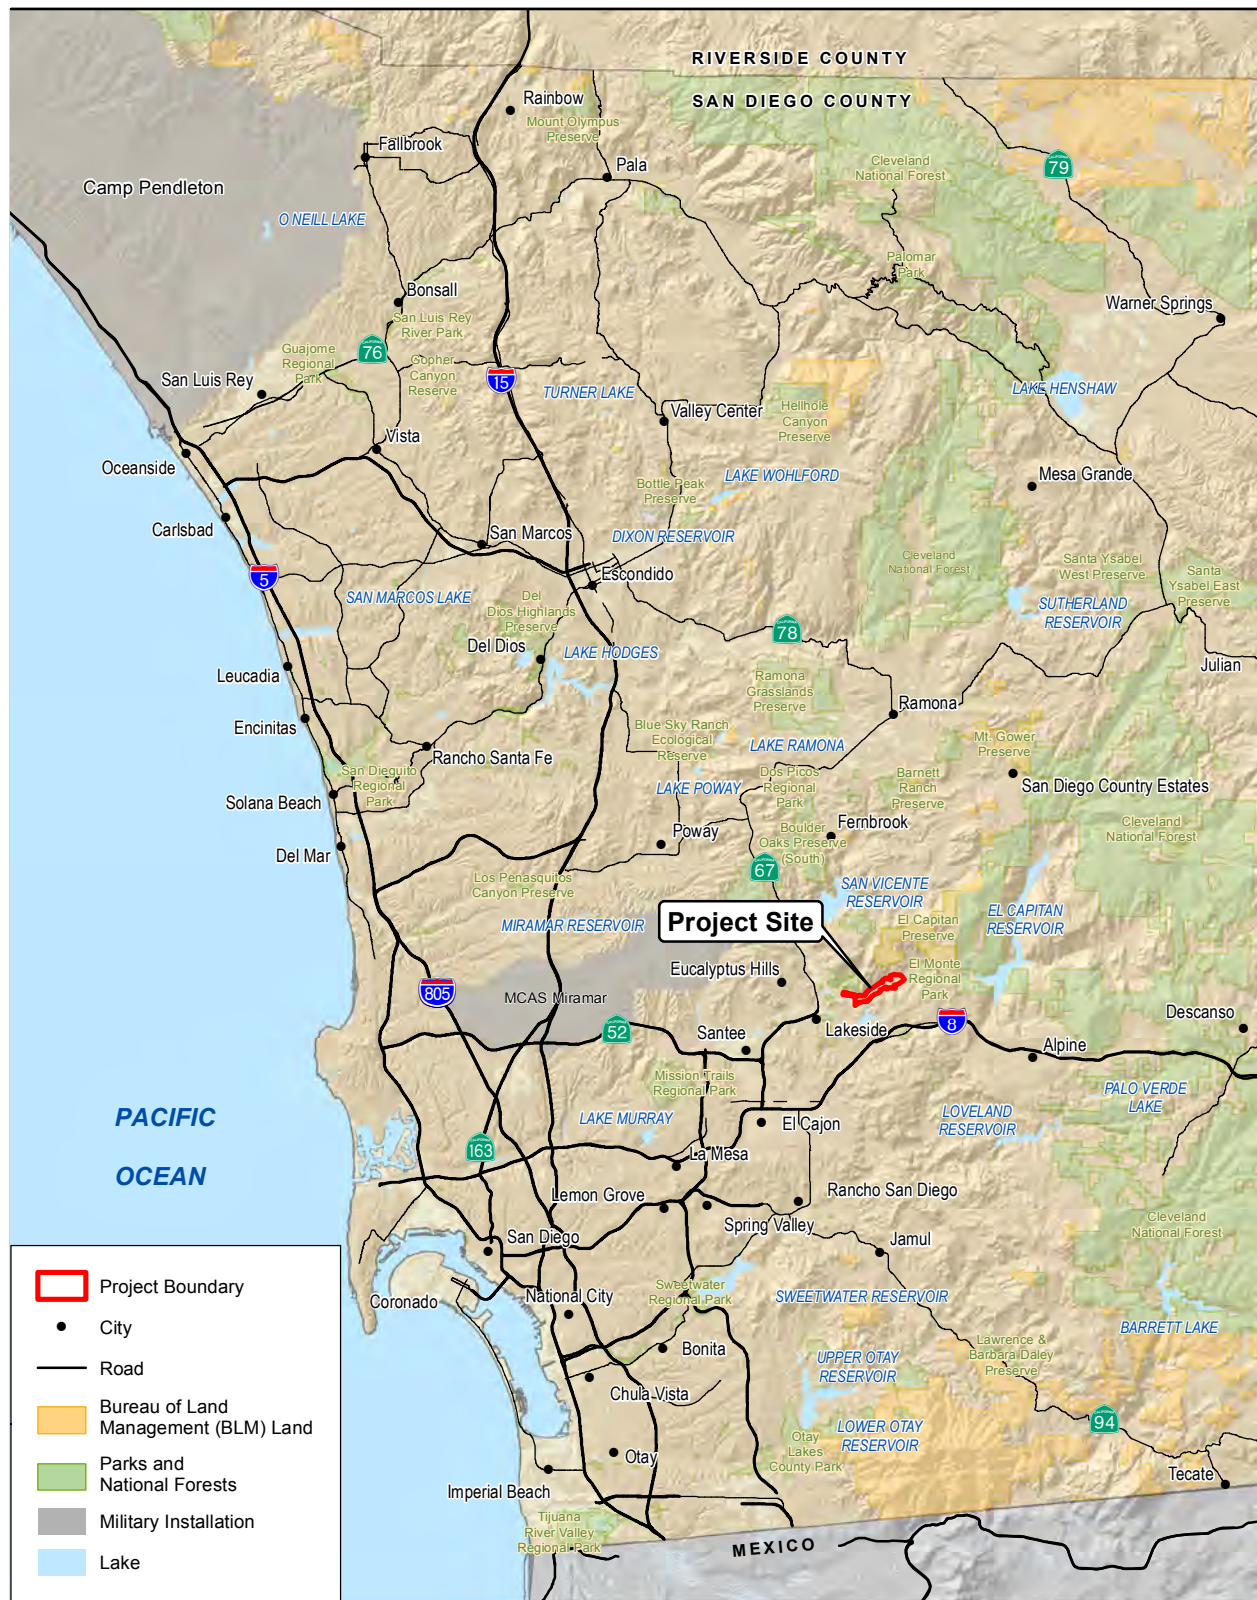 RIVERSIDE COUNTY
SAN DIEGO COUNTY
Rainbow
Mount Olympus
Preserve
Fallbrook
Pala
Cleveland
National Forest
CALIFORNIA
79
Camp Pendleton
O NEILL LAKE
Palomar
Park
Bonsall
Warner Springs
San Luis Rey
River Park
CALIFORNIA
76
Guajome
Regional
Park
Gopher
Canyon
Reserve
San Luis Rey
15
TURNER LAKE
LAKE HENSHAW
Valley Center
Hellhole
Canyon
Preserve
Vista
Oceanside
LAKE WOHLFORD
Mesa Grande
Bottle Peak
Preserve
Carlsbad
San Marcos
DIXON RESERVOIR
Cleveland
National Forest
Santa Ysabel
West Preserve
Santa
Ysabel East
Preserve
5
Escondido
SAN MARCOS LAKE
Del
Dios Highlands
Preserve
SUTHERLAND
RESERVOIR
CALIFORNIA
78
Del Dios
LAKE HODGES
Julian
Leucadia
Ramona
Grasslands
Preserve
Ramona
Encinitas
Blue Sky Ranch
Ecological
Reserve
LAKE RAMONA
Mt. Gower
Preserve
Rancho Santa Fe
San Dieguito
Regional
Park
Dos Picos
Regional
Park
Barnett
Ranch
Preserve
San Diego Country Estates
LAKE POWAY
Solana Beach
Cleveland
National Forest
Poway
Boulder
Oaks Preserve
(South)
Fernbrook
Del Mar
CALIFORNIA
67
Los Penasquitos
Canyon Preserve
SAN VICENTE
RESERVOIR
MIRAMAR RESERVOIR
Project Site
El Capitan
Preserve
EL CAPITAN
RESERVOIR
Eucalyptus Hills
El Monte
Regional
Park
805
MCAS Miramar
CALIFORNIA
52
Santee
Lakeside
8
Descanso
Alpine
Mission Trails
Regional Park
PALO VERDE
LAKE
PACIFIC
OCEAN
LAKE MURRAY
El Cajon
LOVELAND
RESERVOIR
CALIFORNIA
163
La Mesa
Lemon Grove
Rancho San Diego
Spring Valley
Cleveland
National Forest
San Diego
Jamul
Coronado
National City
Sweetwater
Regional Park
SWEETWATER RESERVOIR
BARRETT LAKE
Bonita
UPPER OTAY
RESERVOIR
Lawrence &
Barbara Daley
Preserve
Chula Vista
CALIFORNIA
94
LOWER OTAY
RESERVOIR
Otay
Lakes
County Park
Otay
Imperial Beach
Tecate
Tijuana
River Valley
Regional Park
MEXICO
Project Boundary
City
Road
Bureau of Land
Management (BLM) Land
Parks and
National Forests
Military Installation
Lake